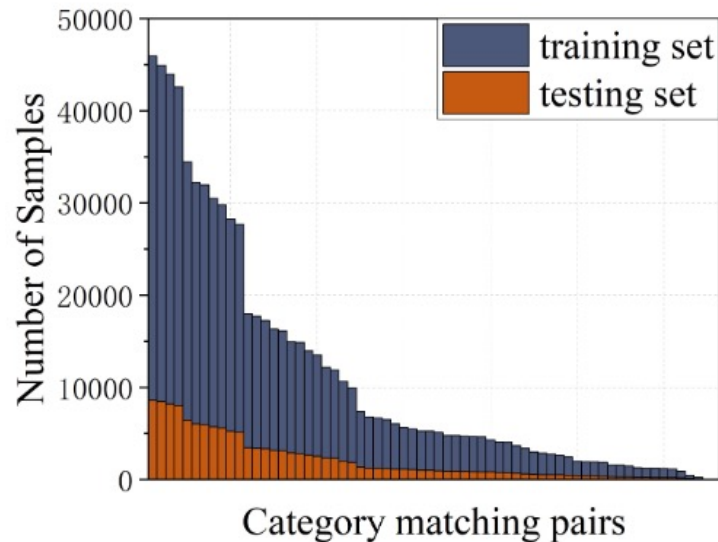 50000
training set
testing set
40000
30000
20000
10000
0
Number of Samples
Category matching pairs